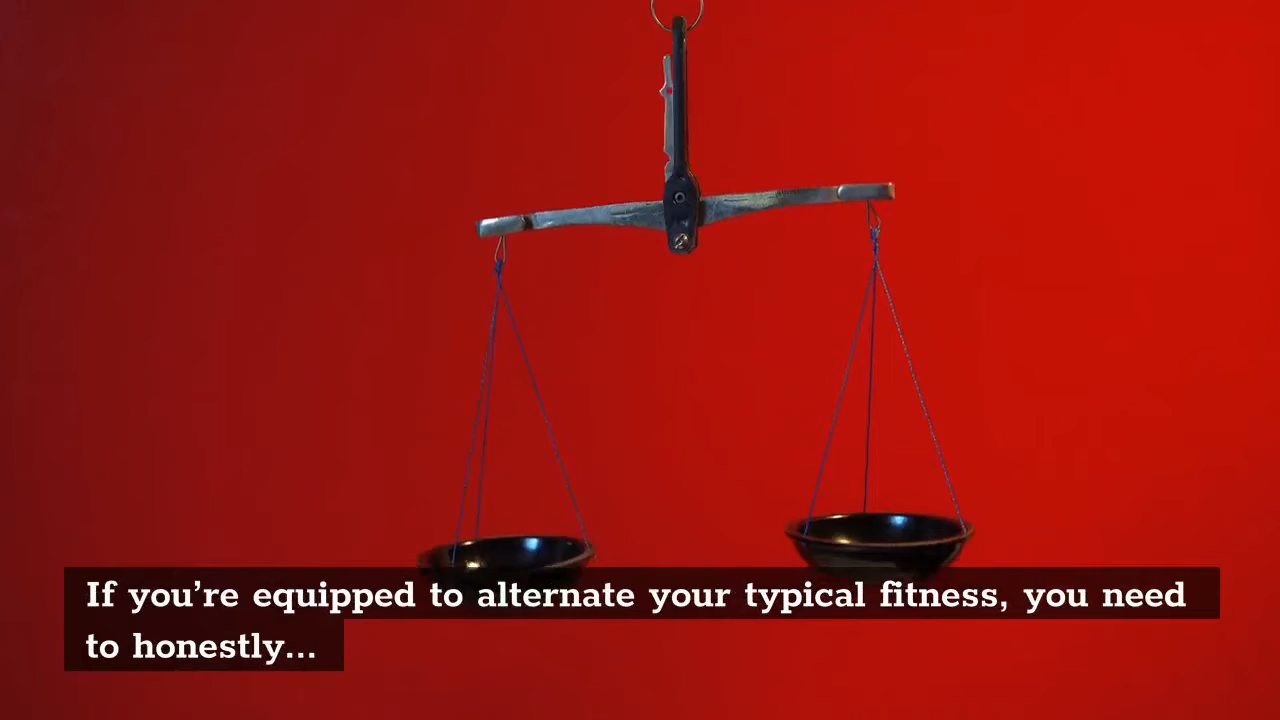 If you’re equipped to alternate your typical fitness, you need
to honestly...